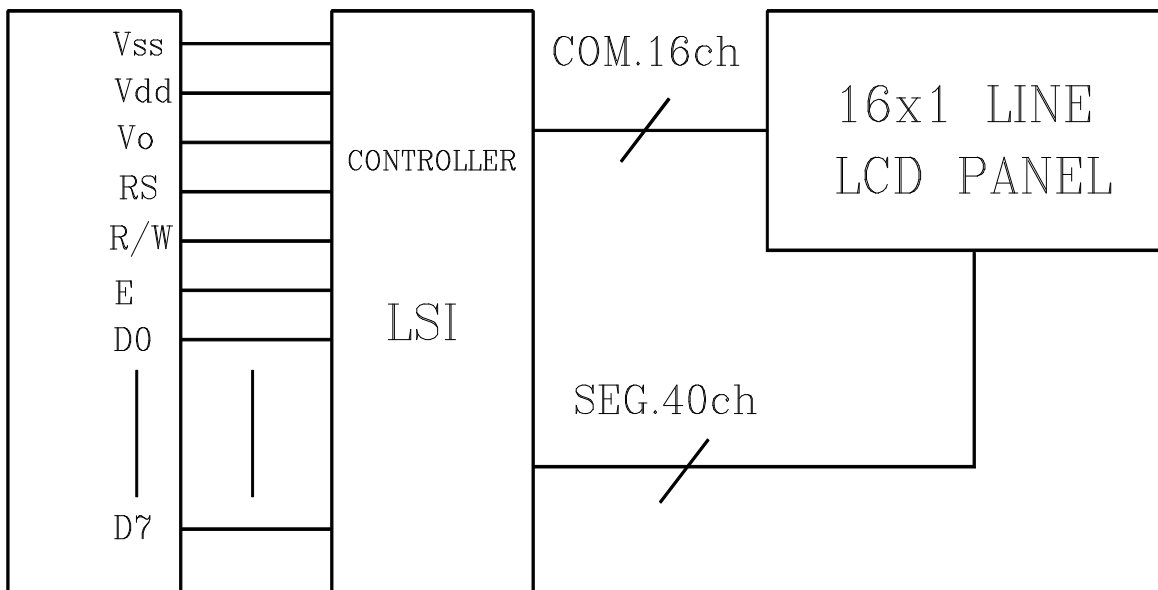 Vss
Vdd
Vo
RS
R/W
E
D0
D7
CONTROLLER
LSI
COM.16ch
SEG.40ch
16x1 LINE
LCD PANEL